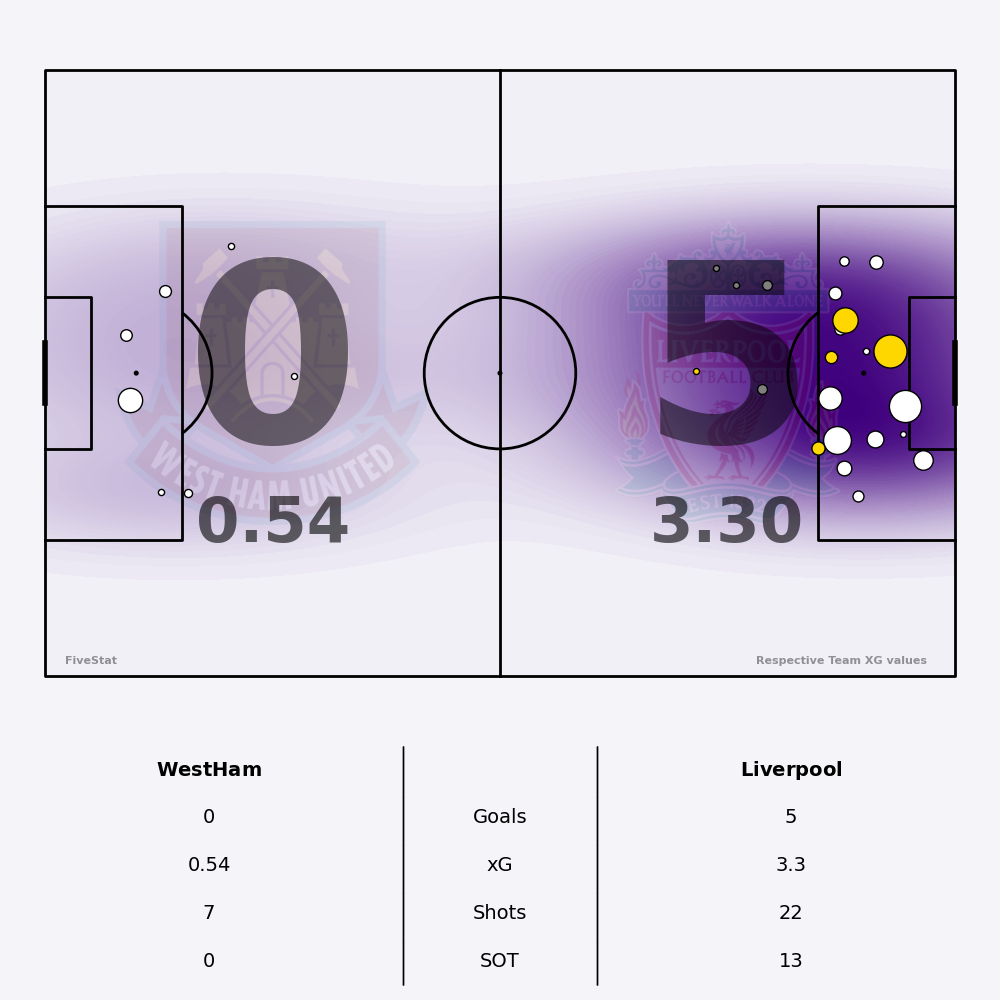 0
5
YOU'LL NEVER WALK ALONE
LIVERPOOL
FOOTBALL CLUB
WEST HAM UNITED
0.54
3.30
FiveStat
Respective Team XG values
WestHam
Liverpool
0
Goals
5
0.54
xG
3.3
7
Shots
22
0
SOT
13